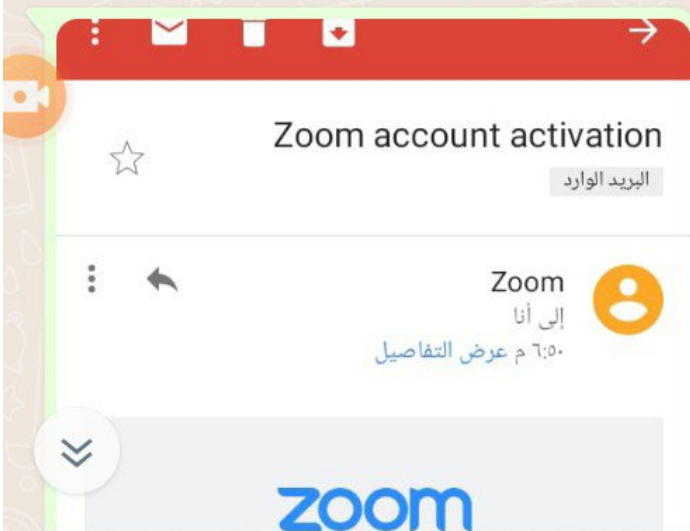 Zoom account activation
البريد الوارد
Zoom
إلى أنا
٦:٥٠ م عرض التفاصيل
zoom